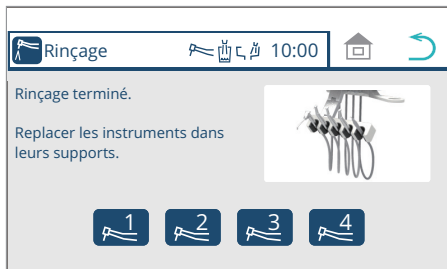 Rinçage 10:00
Rinçage terminé.
Replacer les instruments dans
leurs supports.
1 2 3 4